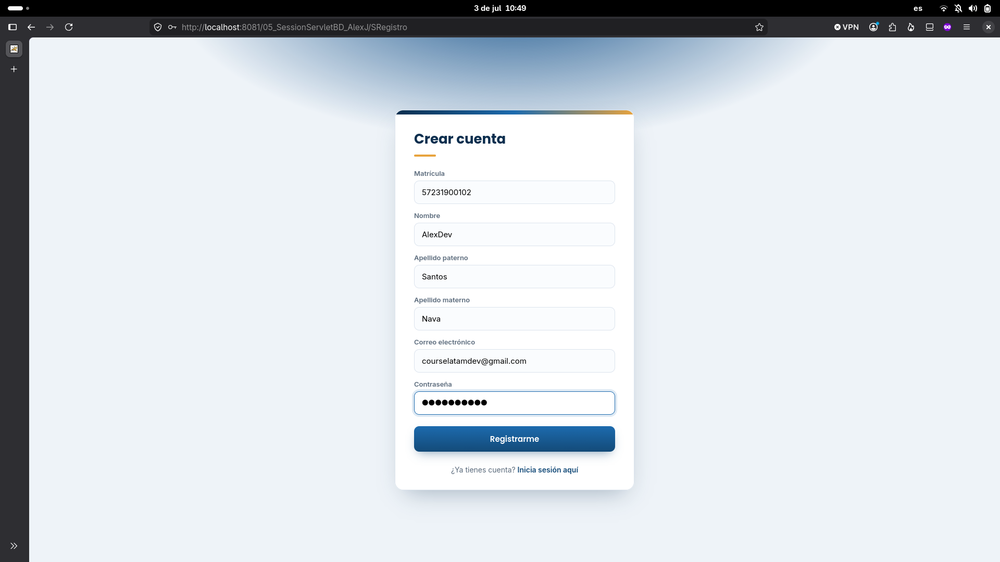 3 de jul 10:49
es
http://localhost:8081/05_SessionServletBD_AlexJ/SRegistro
VPN
Crear cuenta
Matrícula
57231900102
Nombre
AlexDev
Apellido paterno
Santos
Apellido materno
Nava
Correo electrónico
courselatamdev@gmail.com
Contraseña
●●●●●●●●●●
Registrarme
¿Ya tienes cuenta? Inicia sesión aquí